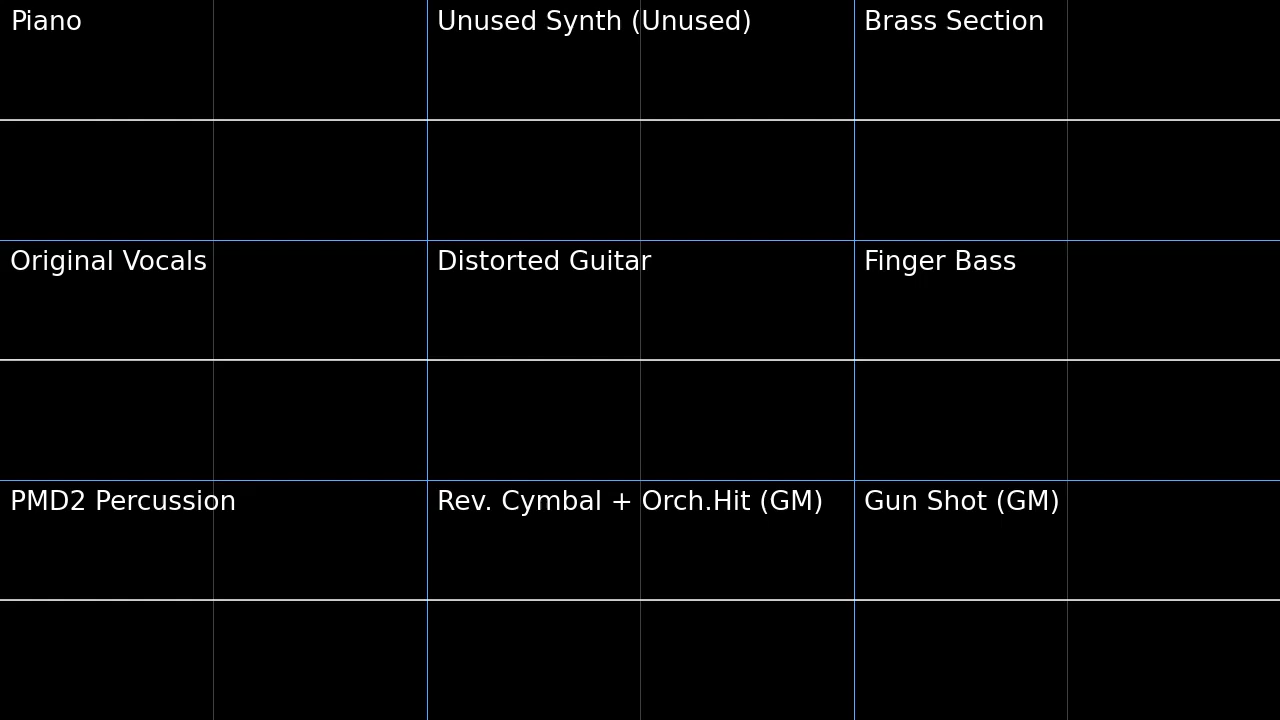 Piano
Unused Synth (Unused)
Brass Section
Original Vocals
Distorted Guitar
Finger Bass
PMD2 Percussion
Rev. Cymbal + Orch.Hit (GM)
Gun Shot (GM)